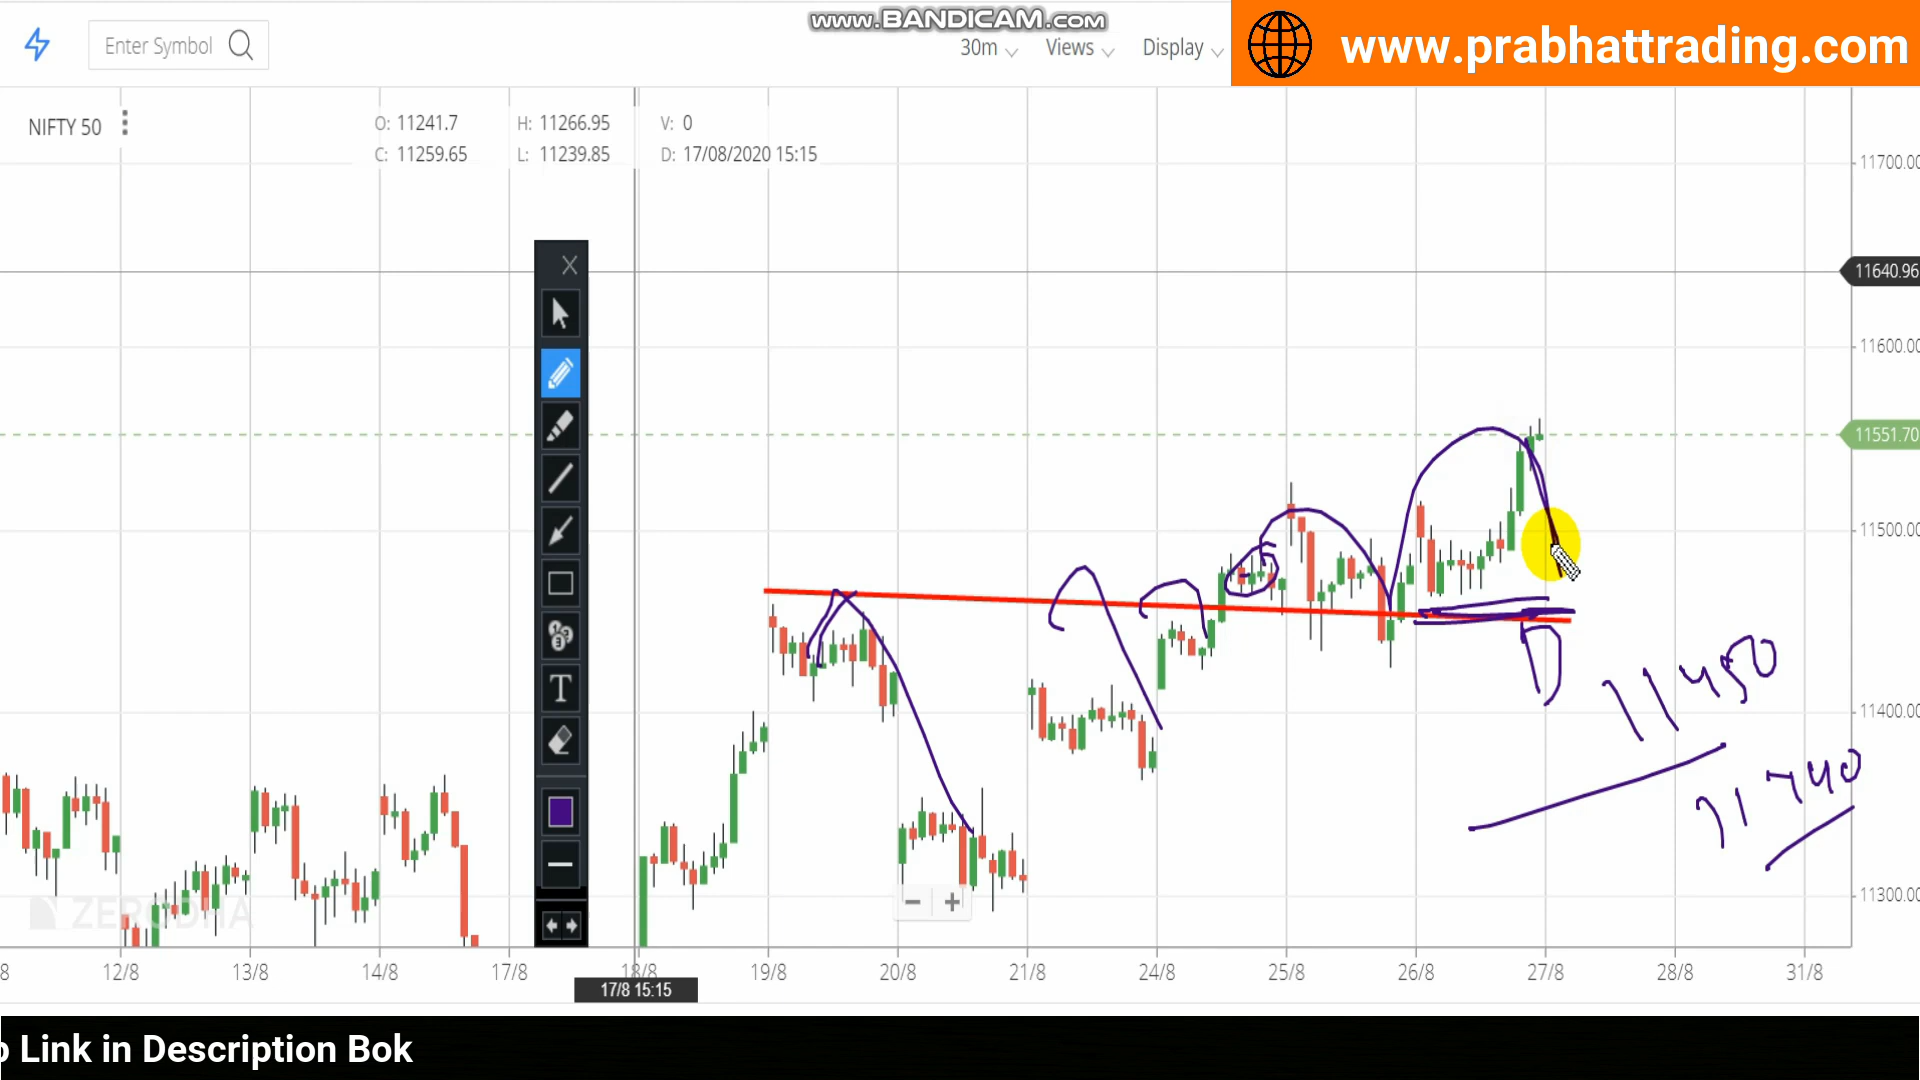 www.BANDICAM.com
Enter Symbol
30m
Views
Display
www.prabhattrading.com
NIFTY 50
O: 11241.7
H: 11266.95
V: 0
C: 11259.65
L: 11239.85
D: 17/08/2020 15:15
11700.00
11640.96
11600.00
11551.70
11500.00
11400.00
11300.00
X
T
11450
11440
ZERODHA
8
12/8
13/8
14/8
17/8
18/8
19/8
20/8
21/8
24/8
25/8
26/8
27/8
28/8
31/8
17/8 15:15
Link in Description Bok